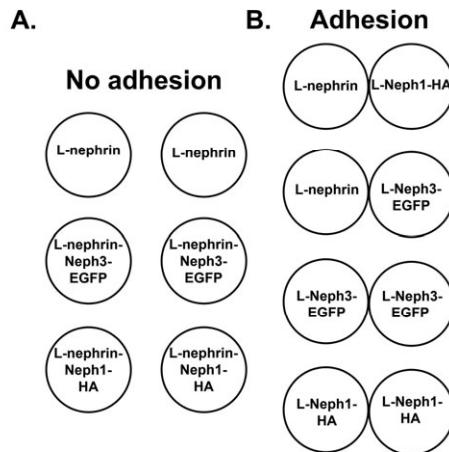 A.
No adhesion
L-nephrin
L-nephrin
L-nephrin-
Neph3-
EGFP
L-nephrin-
Neph3-
EGFP
L-nephrin-
Neph1-
HA
L-nephrin-
Neph1-
HA
B.
Adhesion
L-nephrin
L-Neph1-HA
L-nephrin
L-Neph3-
EGFP
L-Neph3-
EGFP
L-Neph3-
EGFP
L-Neph1-
HA
L-Neph1-
HA